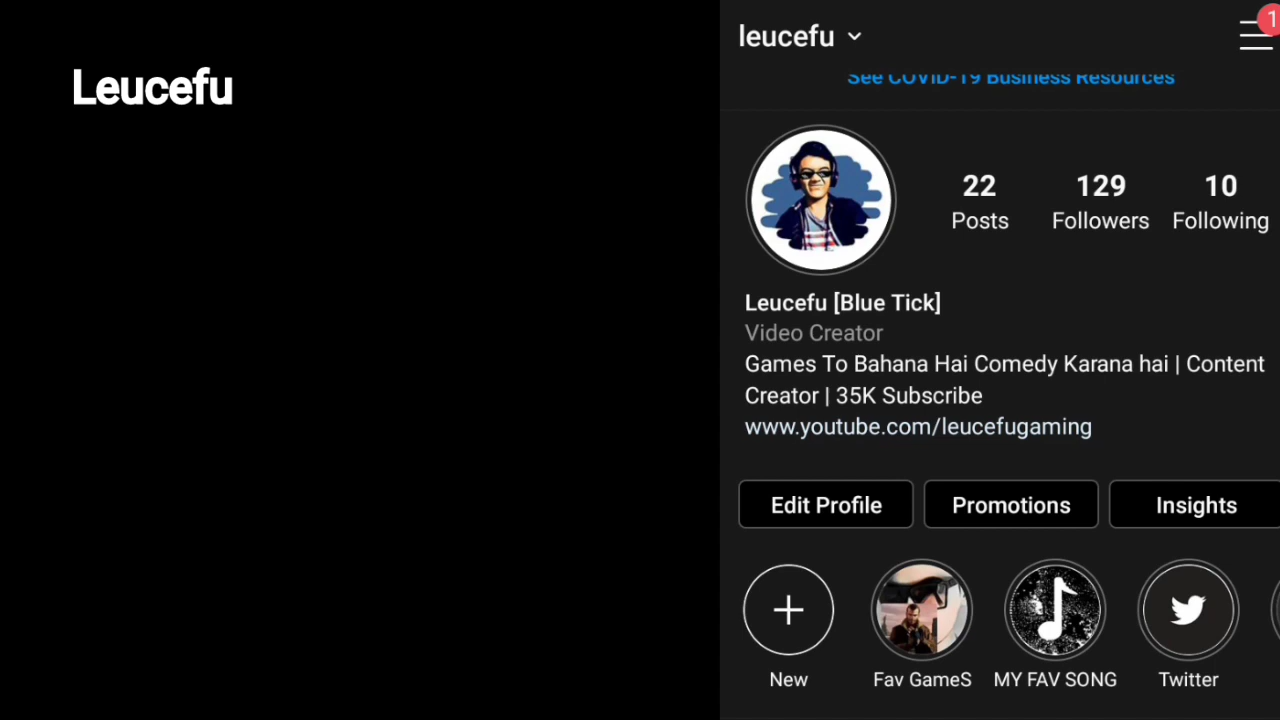 Leucefu
leucefu
1
See COVID-19 Business Resources
22 129 10
Posts Followers Following
Leucefu [Blue Tick]
Video Creator
Games To Bahana Hai Comedy Karana hai | Content
Creator | 35K Subscribe
www.youtube.com/leucefugaming
Edit Profile Promotions Insights
New Fav GameS MY FAV SONG Twitter